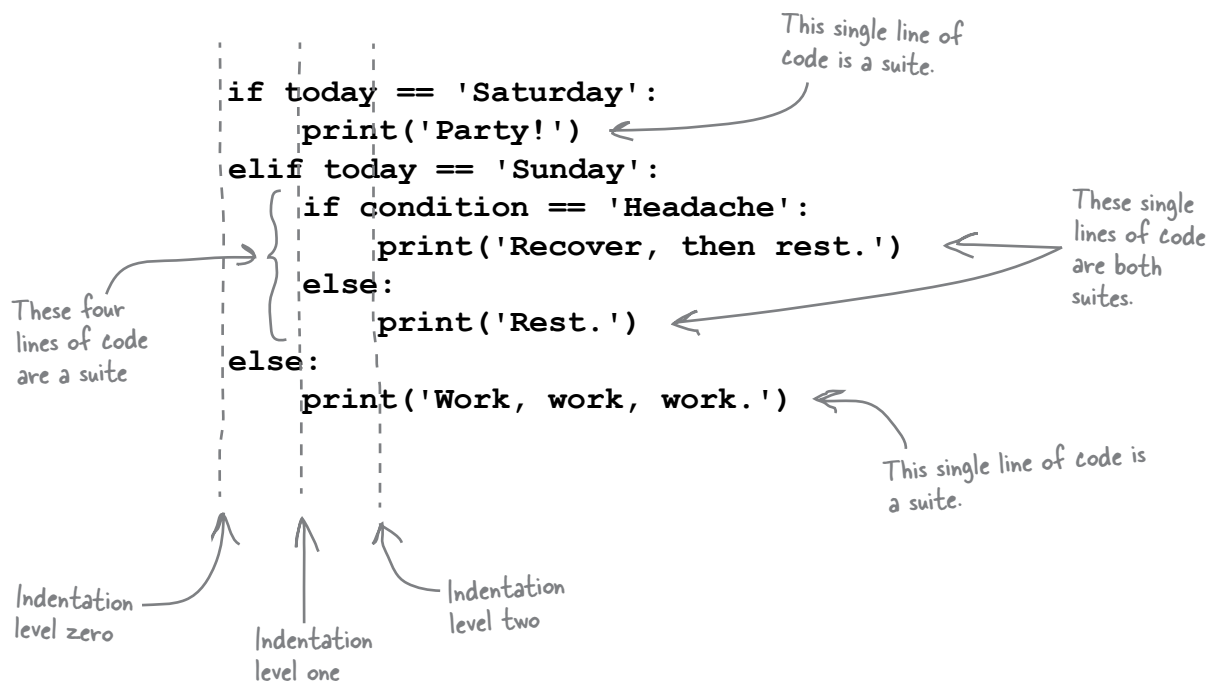 This single line of
code is a suite.
if today == 'Saturday':
    print('Party!')
elif today == 'Sunday':
    if condition == 'Headache':
        print('Recover, then rest.')
    else:
        print('Rest.')
else:
    print('Work, work, work.')
These single
lines of code
are both
suites.
These four
lines of code
are a suite
This single line of code is
a suite.
Indentation
level zero
Indentation
level one
Indentation
level two